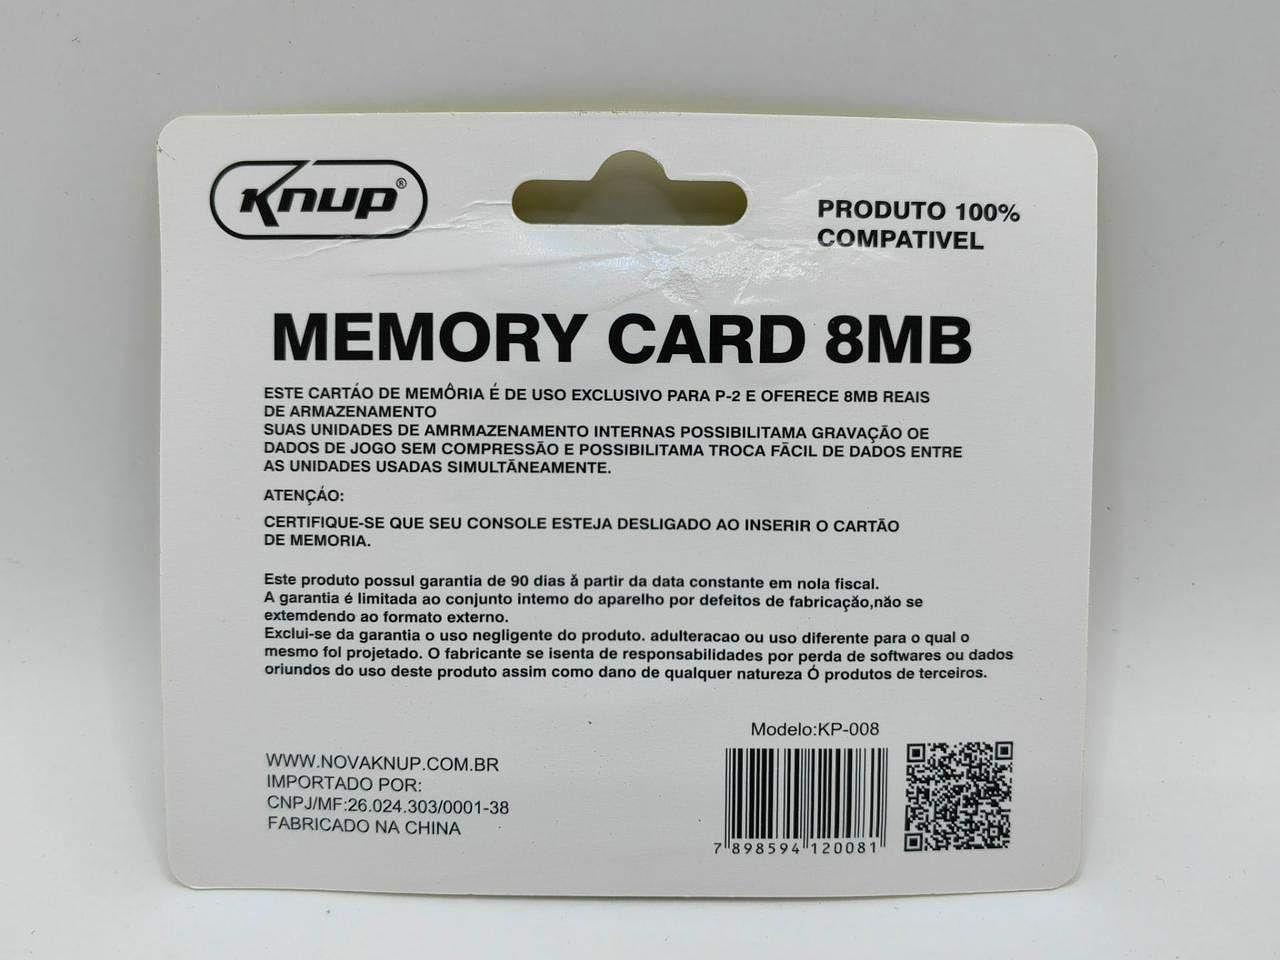 Knup®
PRODUTO 100%
COMPATIVEL
MEMORY CARD 8MB
ESTE CARTÁO DE MEMÔRIA É DE USO EXCLUSIVO PARA P-2 E OFERECE 8MB REAIS
DE ARMAZENAMENTO
SUAS UNIDADES DE AMRMAZENAMENTO INTERNAS POSSIBILITAMA GRAVAÇÃO OE
DADOS DE JOGO SEM COMPRESSÃO E POSSIBILITAMA TROCA FÃCIL DE DADOS ENTRE
AS UNIDADES USADAS SIMULTÃNEAMENTE.
ATENÇÁO:
CERTIFIQUE-SE QUE SEU CONSOLE ESTEJA DESLIGADO AO INSERIR O CARTÃO
DE MEMORIA.
Este produto possul garantia de 90 dias ǎ partir da data constante em nola fiscal.
A garantia é limitada ao conjunto intemo do aparelho por defeitos de fabricação,não se
extemdendo ao formato externo.
Exclui-se da garantia o uso negligente do produto. adulteracao ou uso diferente para o qual o
mesmo fol projetado. O fabricante se isenta de responsabilidades por perda de softwares ou dados
oriundos do uso deste produto assim como dano de qualquer natureza Ó produtos de terceiros.
Modelo:KP-008
WWW.NOVAKNUP.COM.BR
IMPORTADO POR:
CNPJ/MF:26.024.303/0001-38
FABRICADO NA CHINA
7 898594 120081